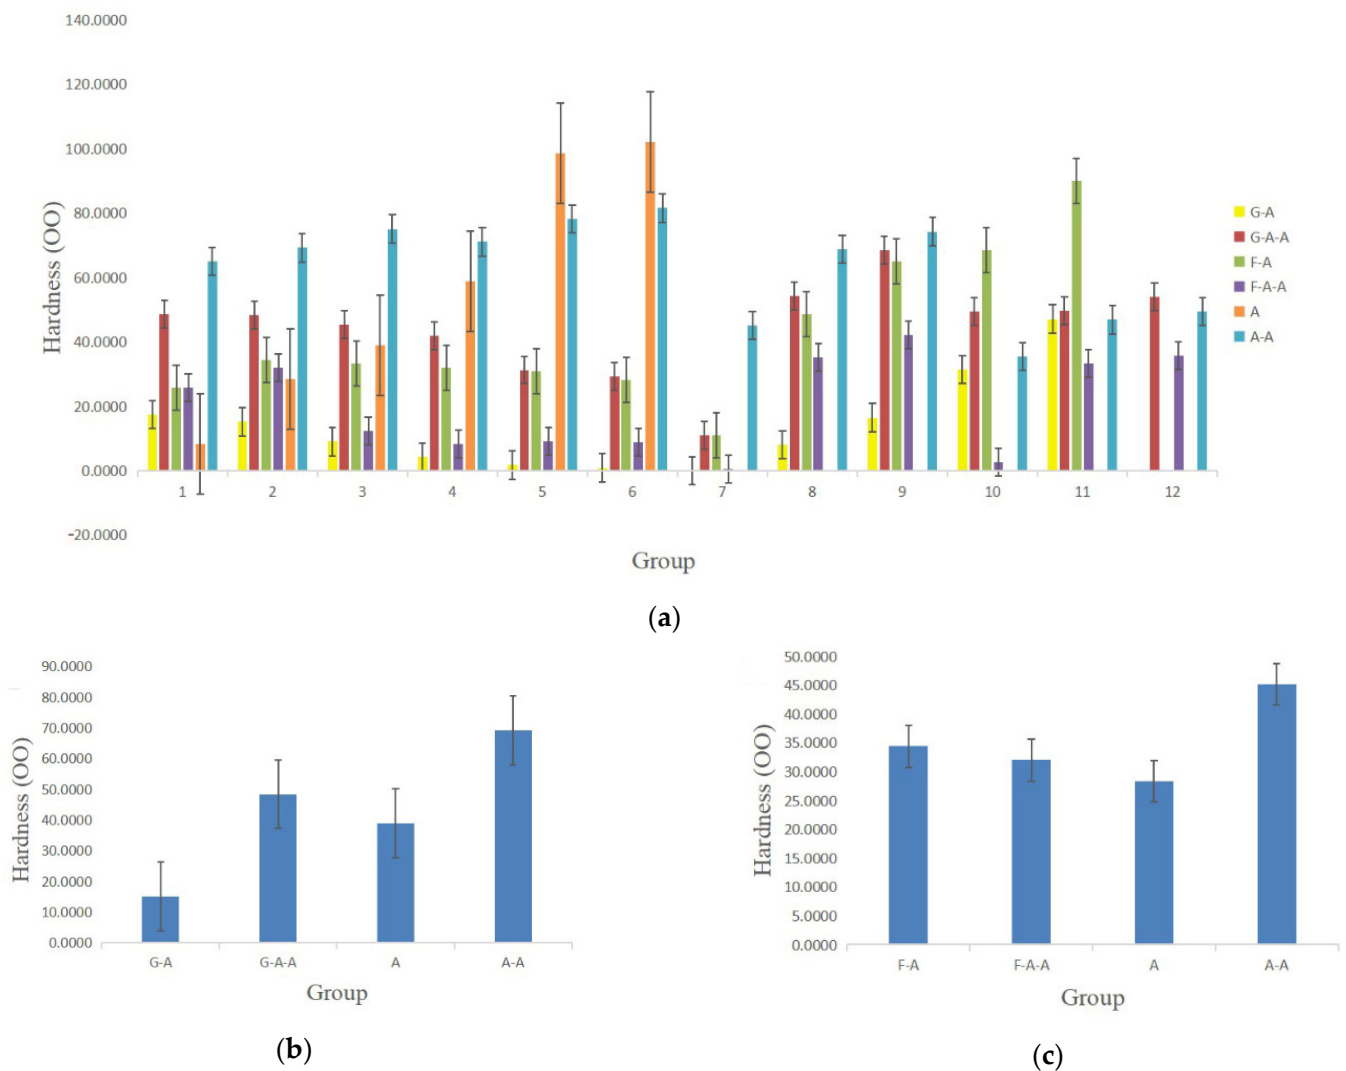 140.0000
120.0000
100.0000
80.0000
60.0000
40.0000
20.0000
0.0000
-20.0000
Hardness (OO)
1 2 3 4 5 6 7 8 9 10 11 12
Group
G-A
G-A-A
F-A
F-A-A
A
A-A
(a)
90.0000
80.0000
70.0000
60.0000
50.0000
40.0000
30.0000
20.0000
10.0000
0.0000
Hardness (OO)
G-A G-A-A A A-A
Group
(b)
50.0000
45.0000
40.0000
35.0000
30.0000
25.0000
20.0000
15.0000
10.0000
5.0000
0.0000
Hardness (OO)
F-A F-A-A A A-A
Group
(c)